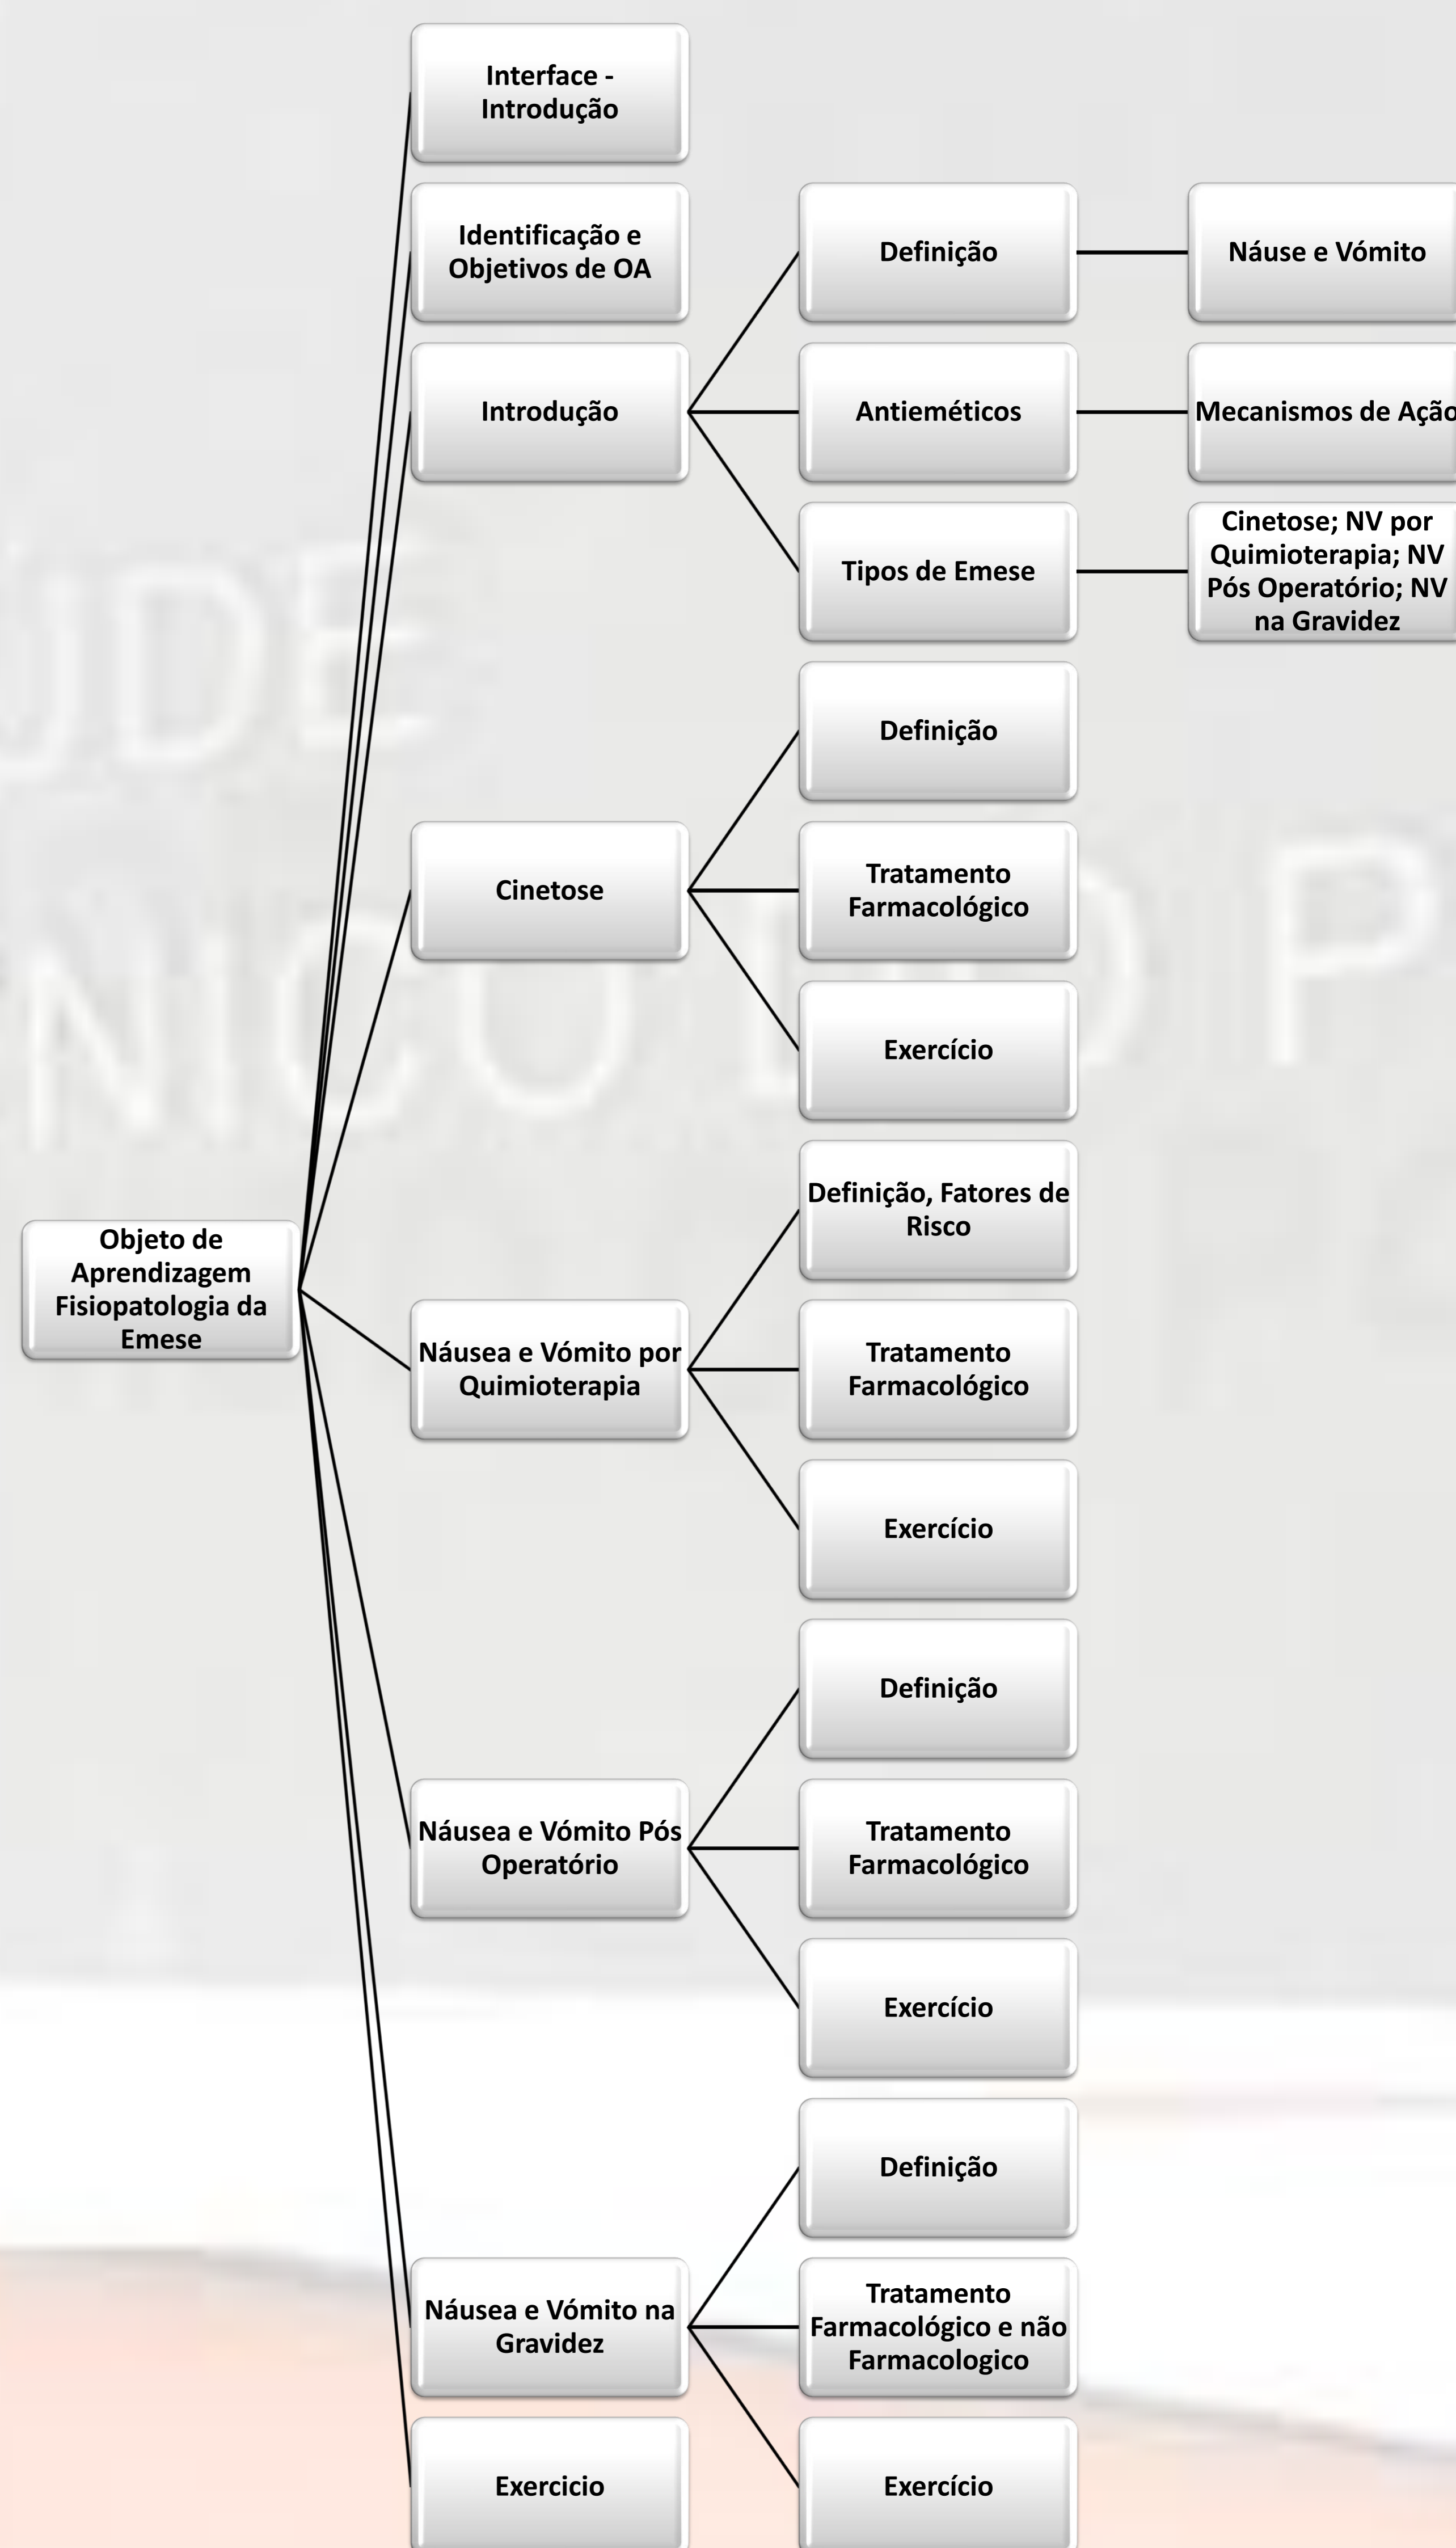 Interface -
Introdução
Identificação e
Objetivos de OA
Definição
Náuse e Vómito
Introdução
Antieméticos
Mecanismos de Ação
Tipos de Emese
Cinetose; NV por
Quimioterapia; NV
Pós Operatório; NV
na Gravidez
Definição
Cinetose
Tratamento
Farmacológico
Exercício
Definição, Fatores de
Risco
Objeto de
Aprendizagem
Fisiopatologia da
Emese
Náusea e Vómito por
Quimioterapia
Tratamento
Farmacológico
Exercício
Definição
Náusea e Vómito Pós
Operatório
Tratamento
Farmacológico
Exercício
Definição
Náusea e Vómito na
Gravidez
Tratamento
Farmacológico e não
Farmacologico
Exercicio
Exercício